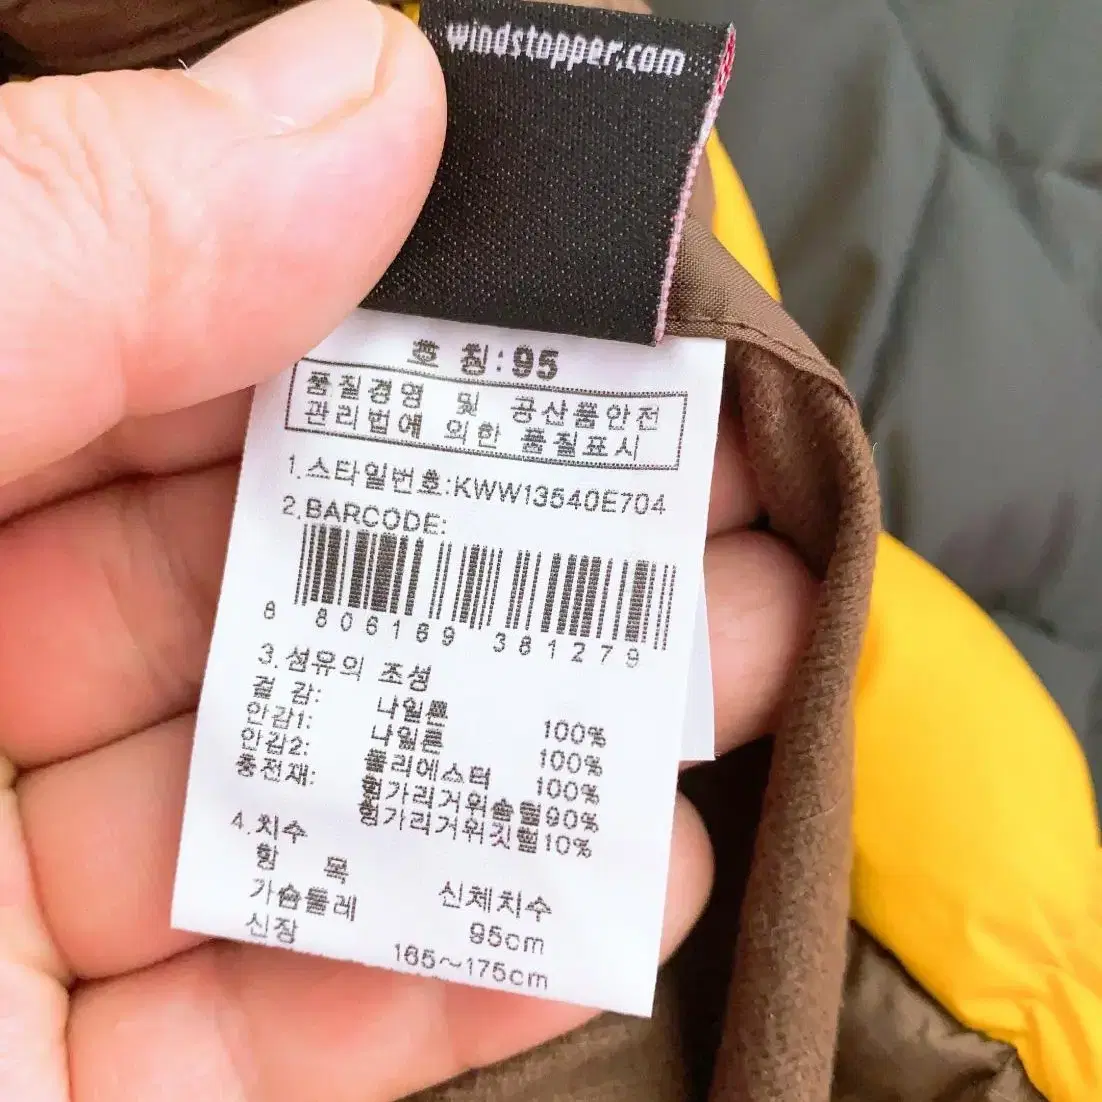 windstopper.com
호 칭:95
품질경영 및 공산품안전
관리법에 의한 품질표시
1.스타일번호:KWW13540E704
2.BARCODE:
8 806169 381279
3.섬유의 조성
겉 감: 나일론 100%
안감1: 나일론 100%
안감2: 폴리에스터 100%
충전재: 헝가리거위솜털90%
헝가리거위깃털10%
4.치수
항 목 신체치수
가슴둘레 95cm
신장 165~175cm